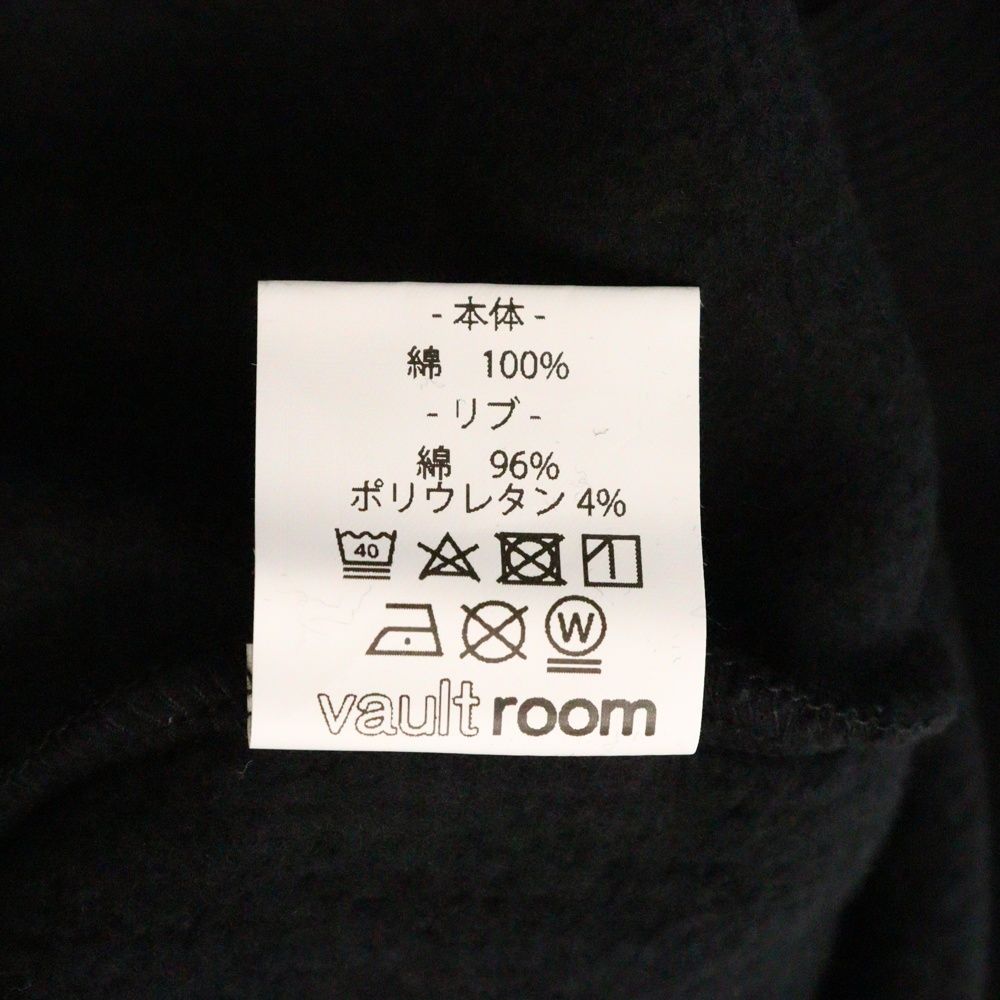 - 本体 -
綿 100%
- リブ -
綿 96%
ポリウレタン 4%
40
W
vault room